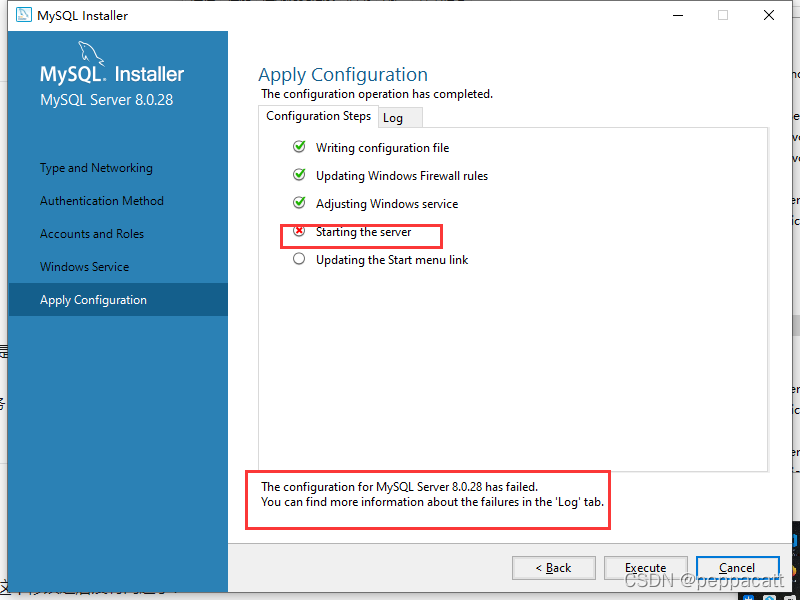 MySQL Installer
MySQL. Installer
MySQL Server 8.0.28
Type and Networking
Authentication Method
Accounts and Roles
Windows Service
Apply Configuration
Apply Configuration
The configuration operation has completed.
Configuration Steps
Log
Writing configuration file
Updating Windows Firewall rules
Adjusting Windows service
Starting the server
Updating the Start menu link
The configuration for MySQL Server 8.0.28 has failed.
You can find more information about the failures in the 'Log' tab.
< Back
Execute
Cancel
CSDN @peppacatt